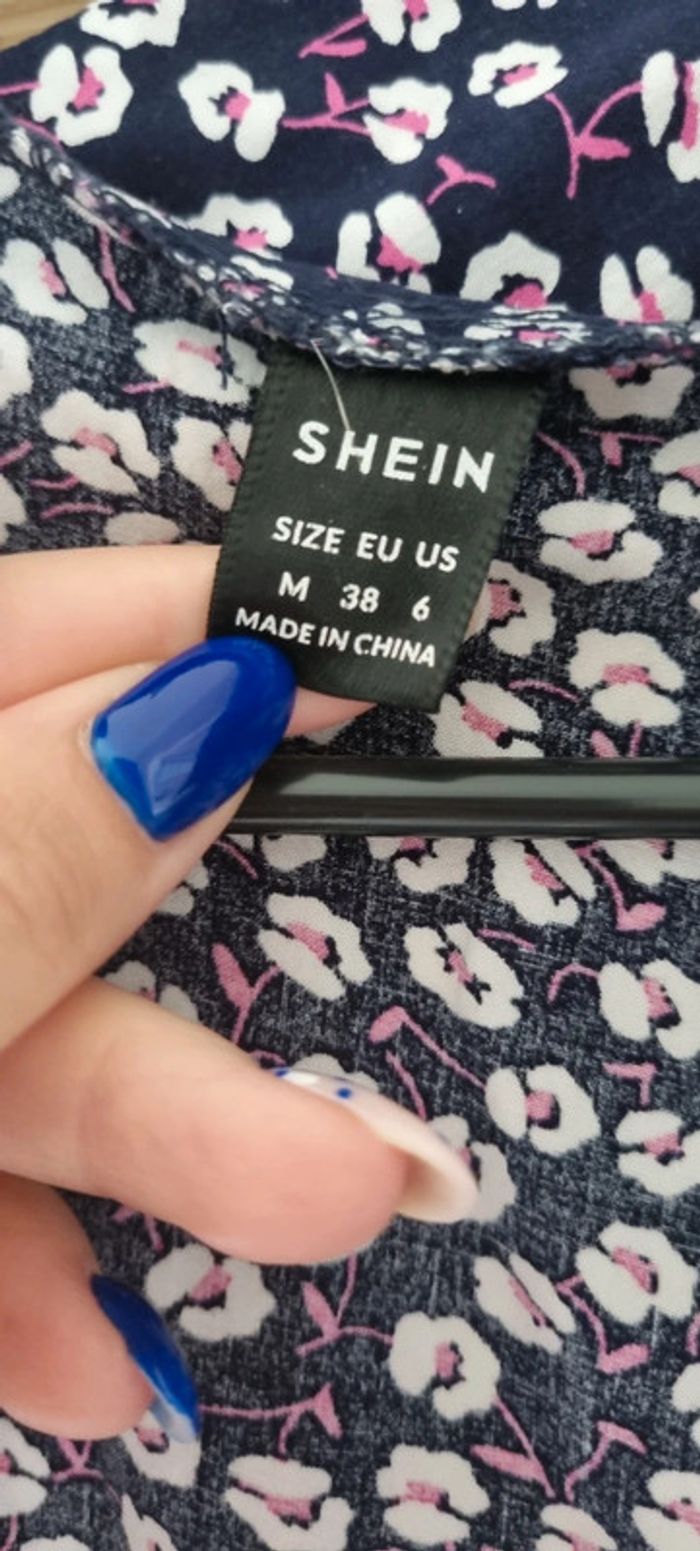 SHEIN
SIZE EU US
M 38 6
MADE IN CHINA